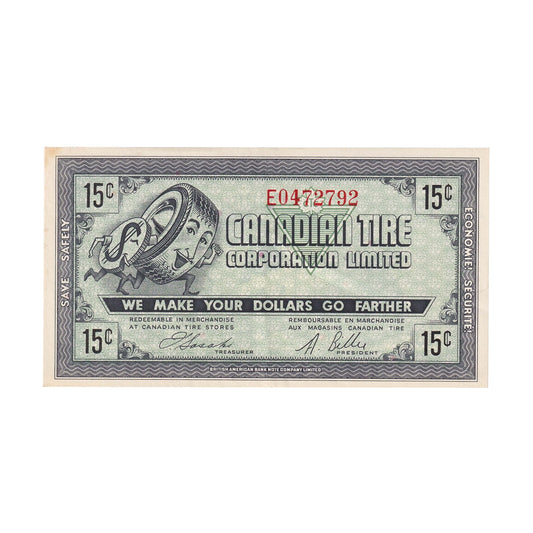 15¢
E0472792
15¢
CANADIAN TIRE
CORPORATION LIMITED
WE MAKE YOUR DOLLARS GO FARTHER
REDEEMABLE IN MERCHANDISE
AT CANADIAN TIRE STORES
REMBOURSABLE EN MARCHANDISE
AUX MAGASINS CANADIAN TIRE
15¢
TREASURER
A Billes
PRESIDENT
15¢
BRITISH AMERICAN BANK NOTE COMPANY LIMITED
SAVE SAFELY
ECONOMIE' SÉCURITÉ'